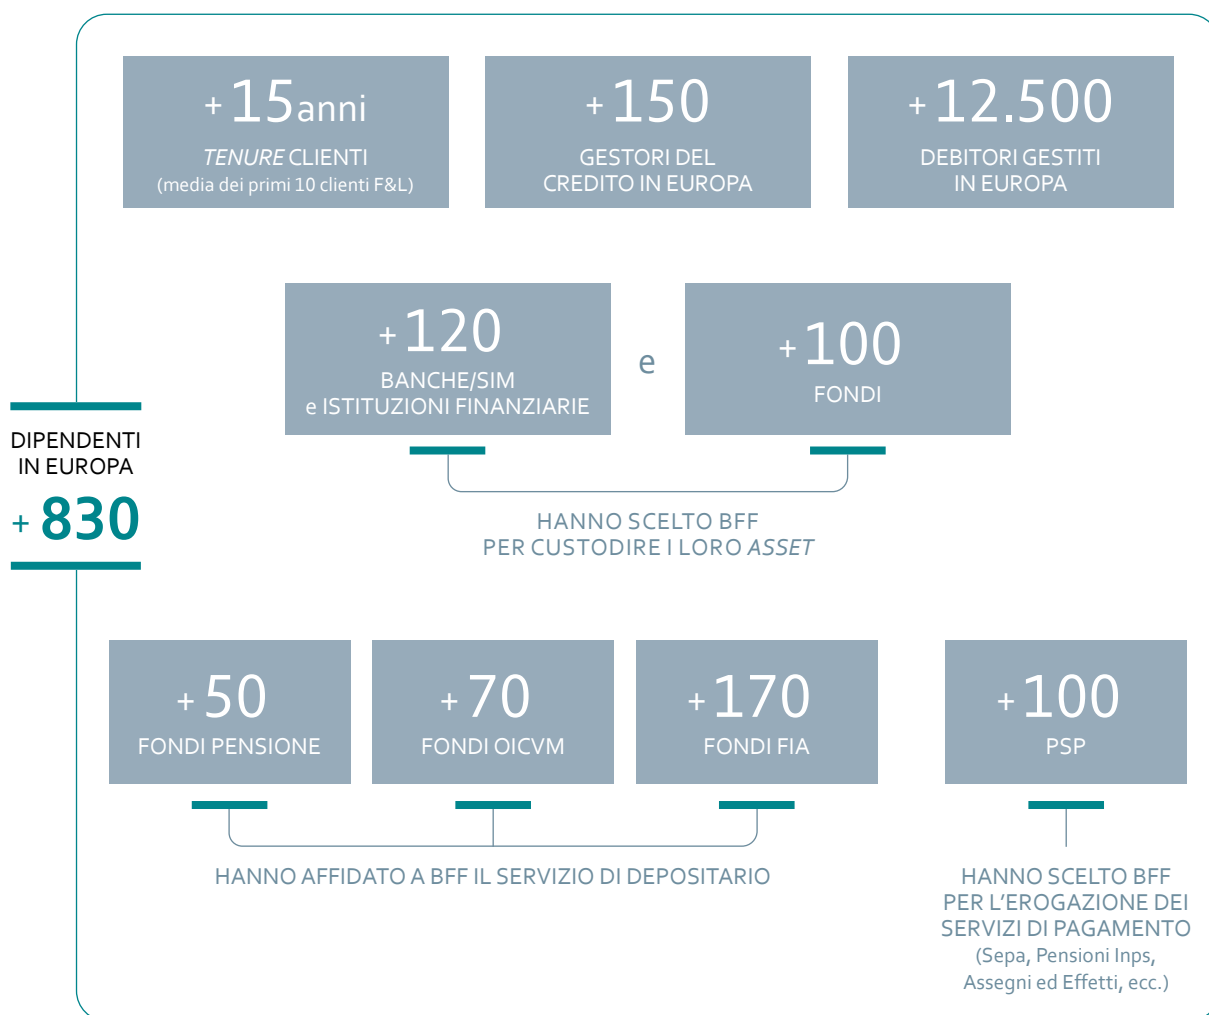 + 15 anni
TENURE CLIENTI
(media dei primi 10 clienti F&L)
+ 150
GESTORI DEL
CREDITO IN EUROPA
+ 12.500
DEBITORI GESTITI
IN EUROPA
+ 120
BANCHE/SIM
e ISTITUZIONI FINANZIARIE
e
+ 100
FONDI
HANNO SCELTO BFF
PER CUSTODIRE I LORO ASSET
DIPENDENTI
IN EUROPA
+ 830
+ 50
FONDI PENSIONE
+ 70
FONDI OICVM
+ 170
FONDI FIA
HANNO AFFIDATO A BFF IL SERVIZIO DI DEPOSITARIO
+ 100
PSP
HANNO SCELTO BFF
PER L’EROGAZIONE DEI
SERVIZI DI PAGAMENTO
(Sepa, Pensioni Inps,
Assegni ed Effetti, ecc.)